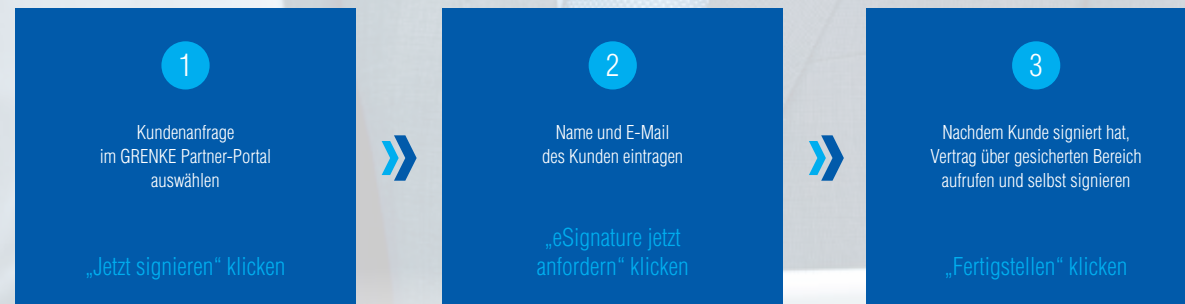 1
Kundenanfrage
im GRENKE Partner-Portal
auswählen
„Jetzt signieren“ klicken
2
Name und E-Mail
des Kunden eintragen
„eSignature jetzt
anfordern“ klicken
3
Nachdem Kunde signiert hat,
Vertrag über gesicherten Bereich
aufrufen und selbst signieren
„Fertigstellen“ klicken